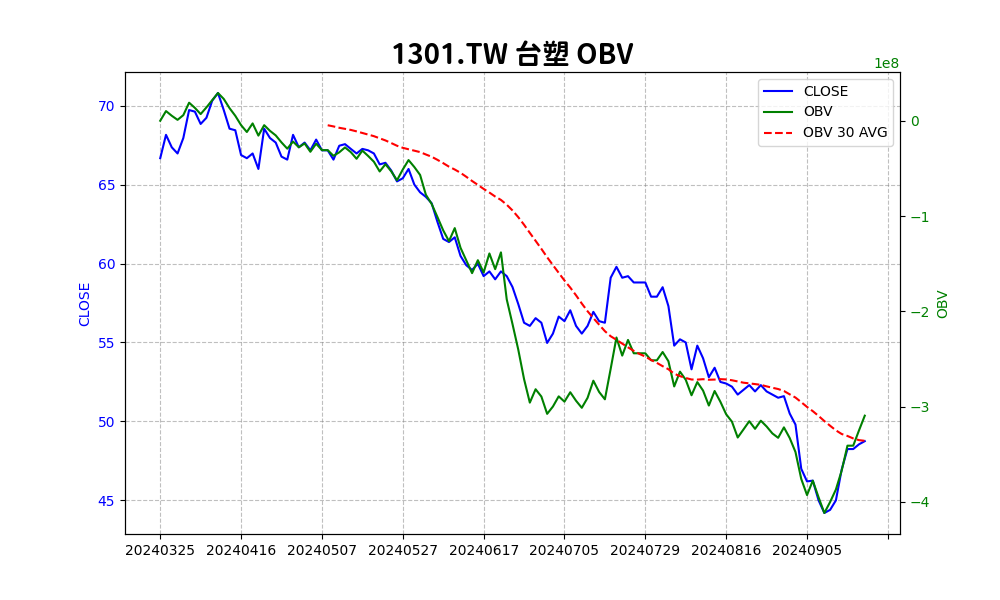 1301.TW 台塑 OBV
1e8
CLOSE
OBV
OBV 30 AVG
70
65
60
55
50
45
CLOSE
0
−1
−2
−3
−4
OBV
20240325 20240416 20240507 20240527 20240617 20240705 20240729 20240816 20240905